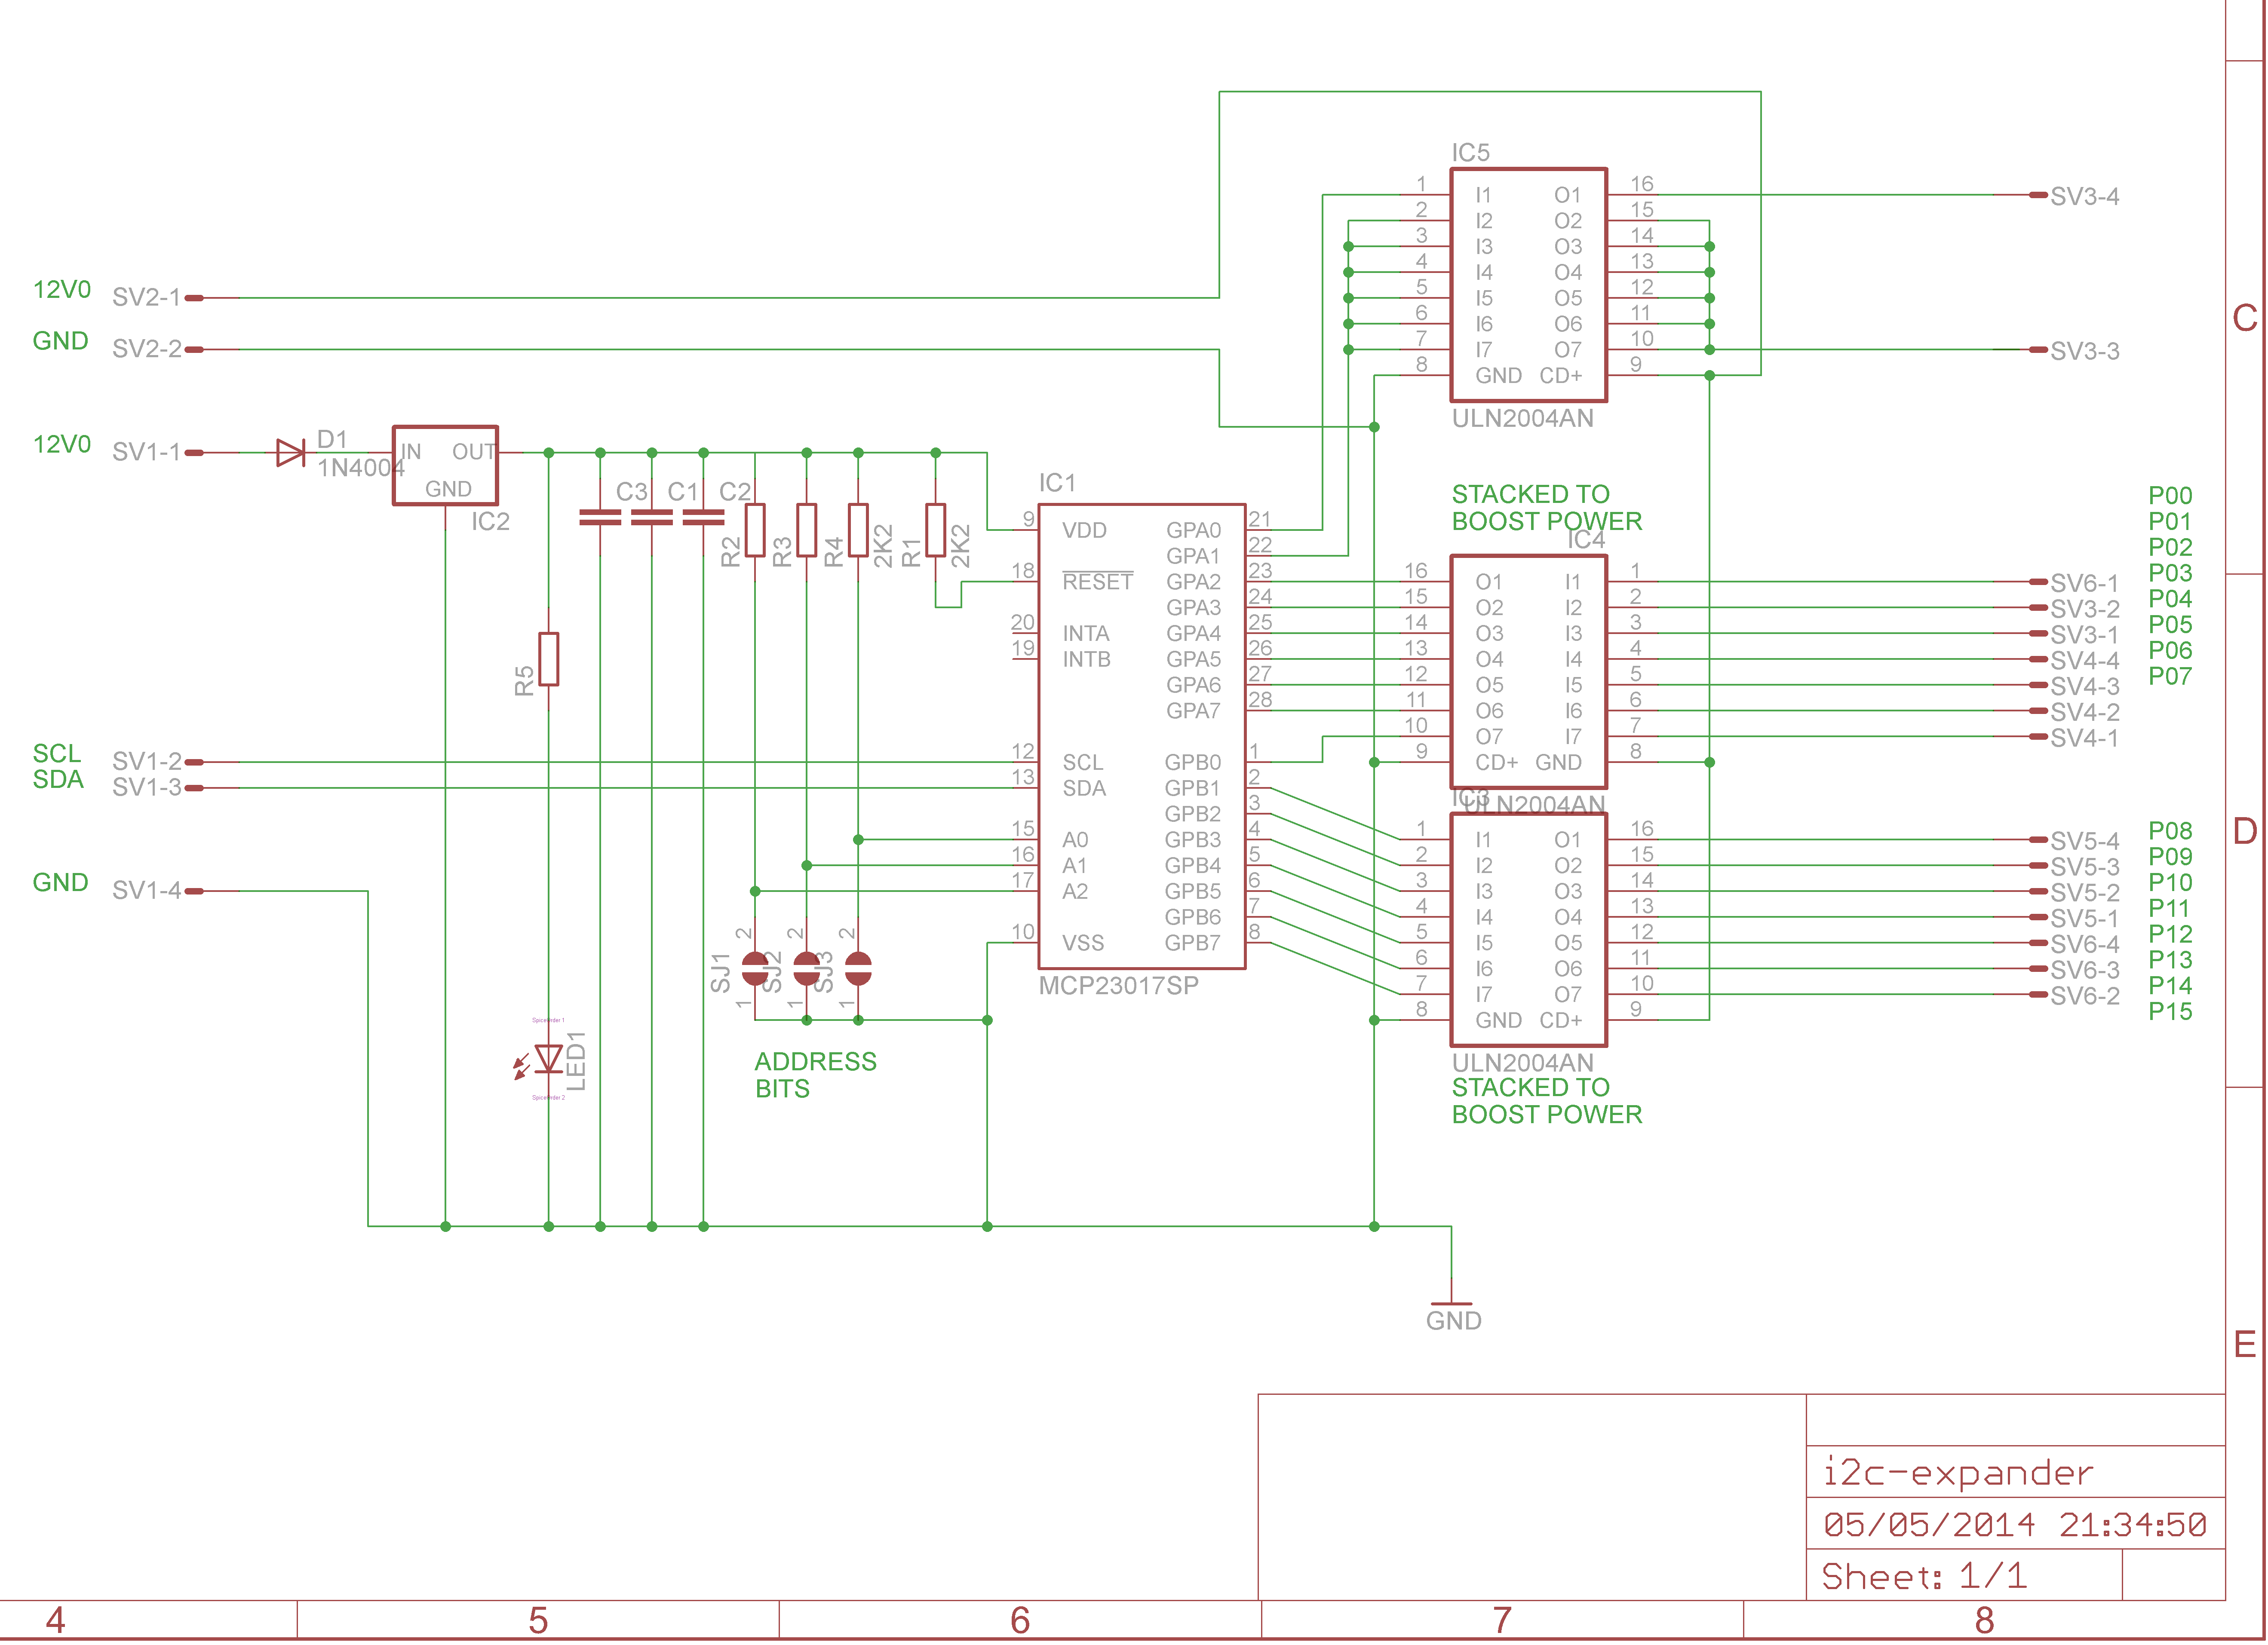 IC5
1 I1 O1 16 SV3-4
2 I2 O2 15
3 I3 O3 14
4 I4 O4 13
12V0 SV2-1 5 I5 O5 12
6 I6 O6 11
GND SV2-2 7 I7 O7 10 SV3-3
8 GND CD+ 9
ULN2004AN
C
12V0 SV1-1 D1 IN OUT
1N4004
GND
IC2
C3 C1 C2
R2 R3 R4 2K2 R1 2K2
IC1
STACKED TO
BOOST POWER
IC4
P00
P01
P02
P03
P04
P05
P06
P07
9 VDD GPA0 21
GPA1 22
18 RESET GPA2 23 16 O1 I1 1 SV6-1
GPA3 24 15 O2 I2 2 SV3-2
20 INTA GPA4 25 14 O3 I3 3 SV3-1
19 INTB GPA5 26 13 O4 I4 4 SV4-4
R5 GPA6 27 12 O5 I5 5 SV4-3
GPA7 28 11 O6 I6 6 SV4-2
10 O7 I7 7 SV4-1
SCL SV1-2 12 SCL GPB0 1 9 CD+ GND 8
SDA SV1-3 13 SDA GPB1 2
ULN2004AN
IC3
GPB2 3
15 A0 GPB3 4 1 I1 O1 16 SV5-4 P08
16 A1 GPB4 5 2 I2 O2 15 SV5-3 P09
GND SV1-4 17 A2 GPB5 6 3 I3 O3 14 SV5-2 P10
GPB6 7 4 I4 O4 13 SV5-1 P11
10 VSS GPB7 8 5 I5 O5 12 SV6-4 P12
6 I6 O6 11 SV6-3 P13
7 I7 O7 10 SV6-2 P14
8 GND CD+ 9 P15
D
MCP23017SP
2 2 2
SJ1 SJ2 SJ3
1 1 1
SpiceOrder 1
LED1
SpiceOrder 2
ADDRESS
BITS
ULN2004AN
STACKED TO
BOOST POWER
GND
E
i2c-expander
05/05/2014 21:34:50
Sheet: 1/1
4 5 6 7 8